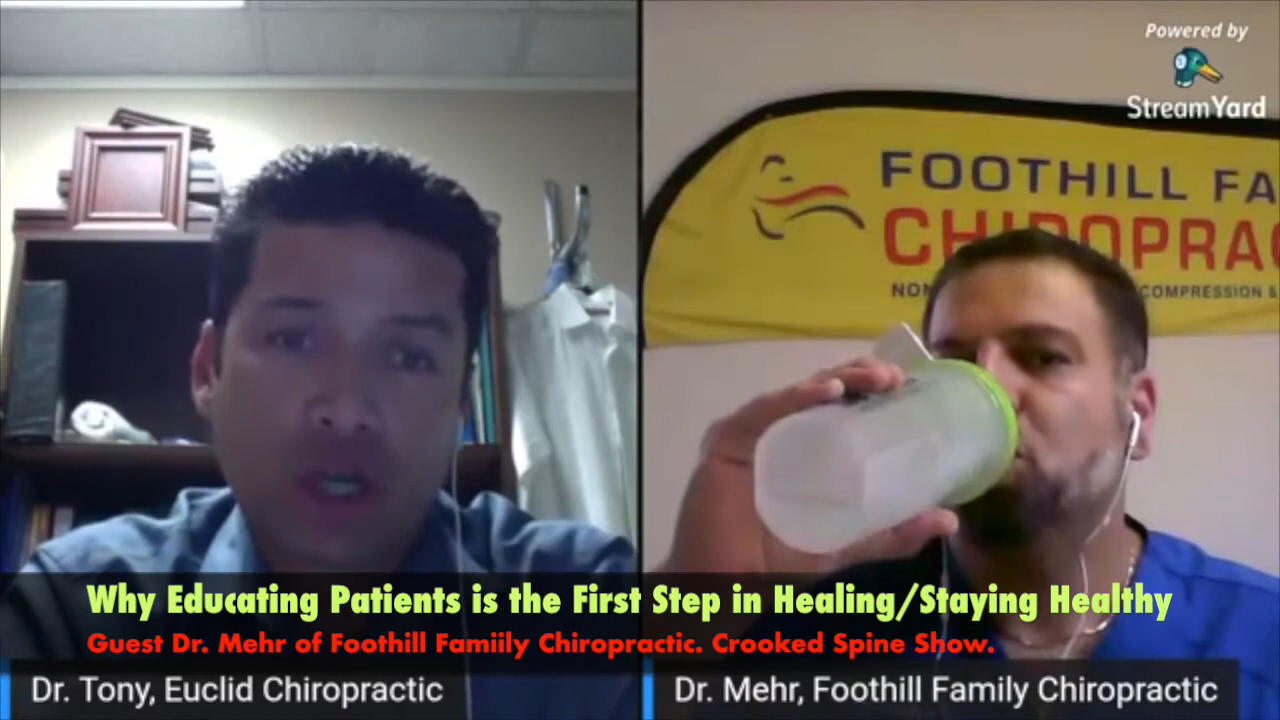 Powered by
StreamYard
FOOTHILL FA
CHIROPRAC
NON
COMPRESSION &
Why Educating Patients is the First Step in Healing/Staying Healthy
Guest Dr. Mehr of Foothill Famiily Chiropractic. Crooked Spine Show.
Dr. Tony, Euclid Chiropractic
Dr. Mehr, Foothill Family Chiropractic